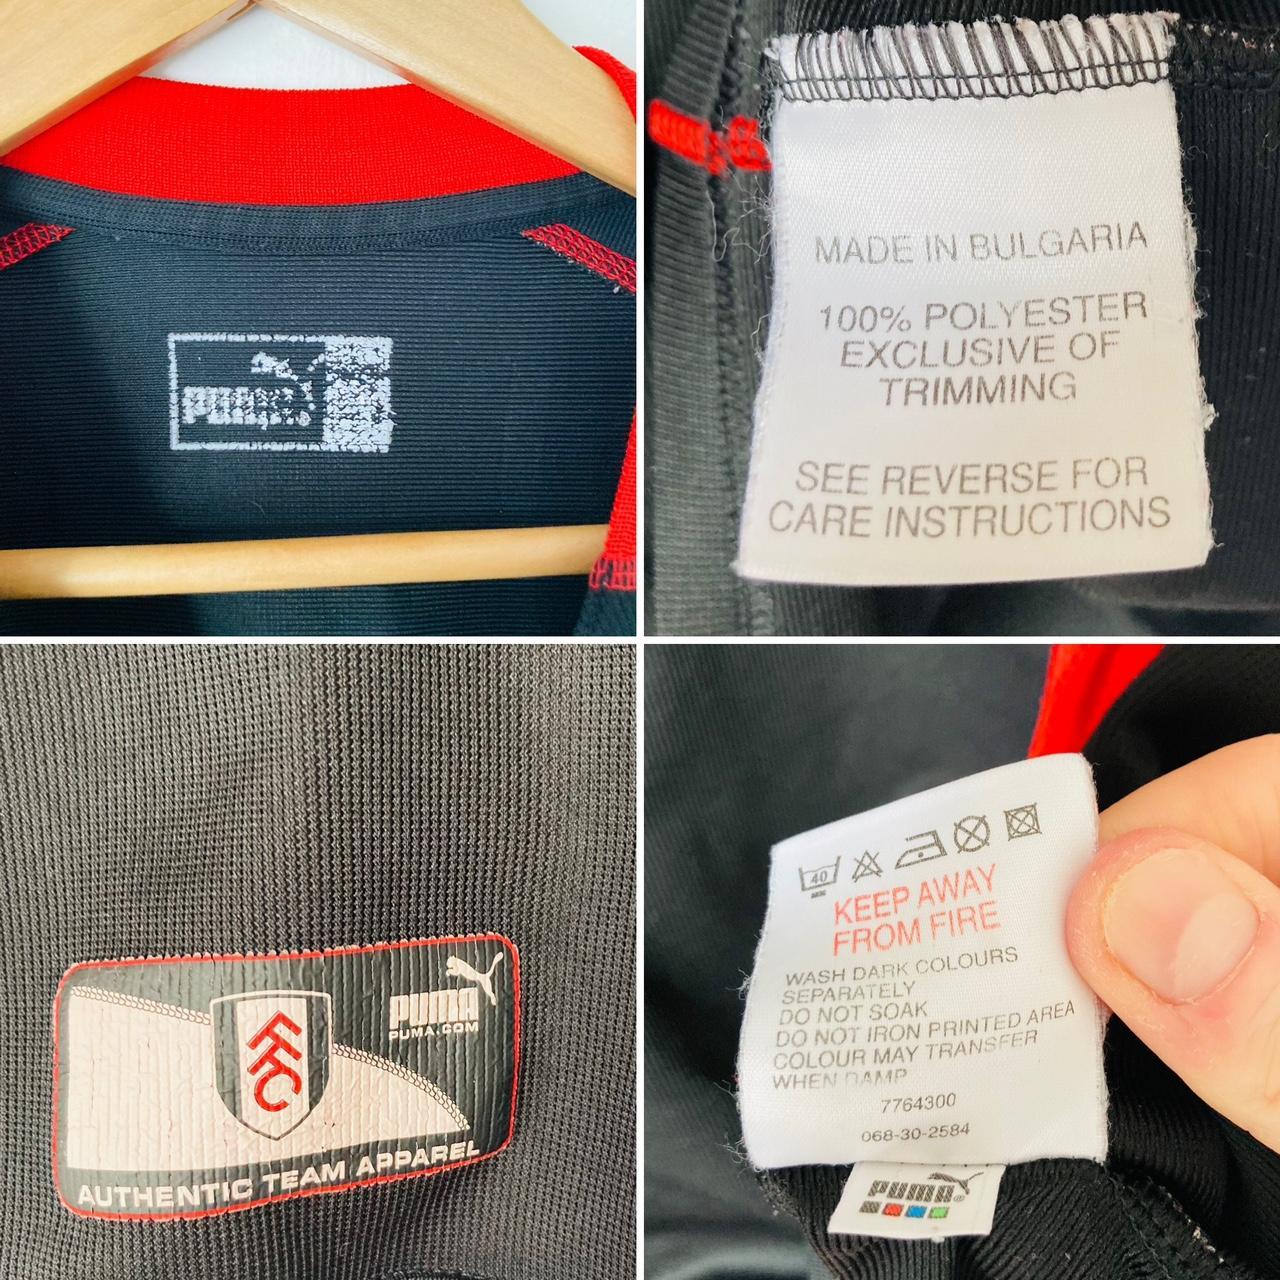 PUMA
MADE IN BULGARIA
100% POLYESTER
EXCLUSIVE OF
TRIMMING
SEE REVERSE FOR
CARE INSTRUCTIONS
PUMA
PUMA.COM
FFC
AUTHENTIC TEAM APPAREL
40
KEEP AWAY
FROM FIRE
WASH DARK COLOURS
SEPARATELY
DO NOT SOAK
DO NOT IRON PRINTED AREA
COLOUR MAY TRANSFER
WHEN DAMP
7764300
068-30-2584
PUMA®